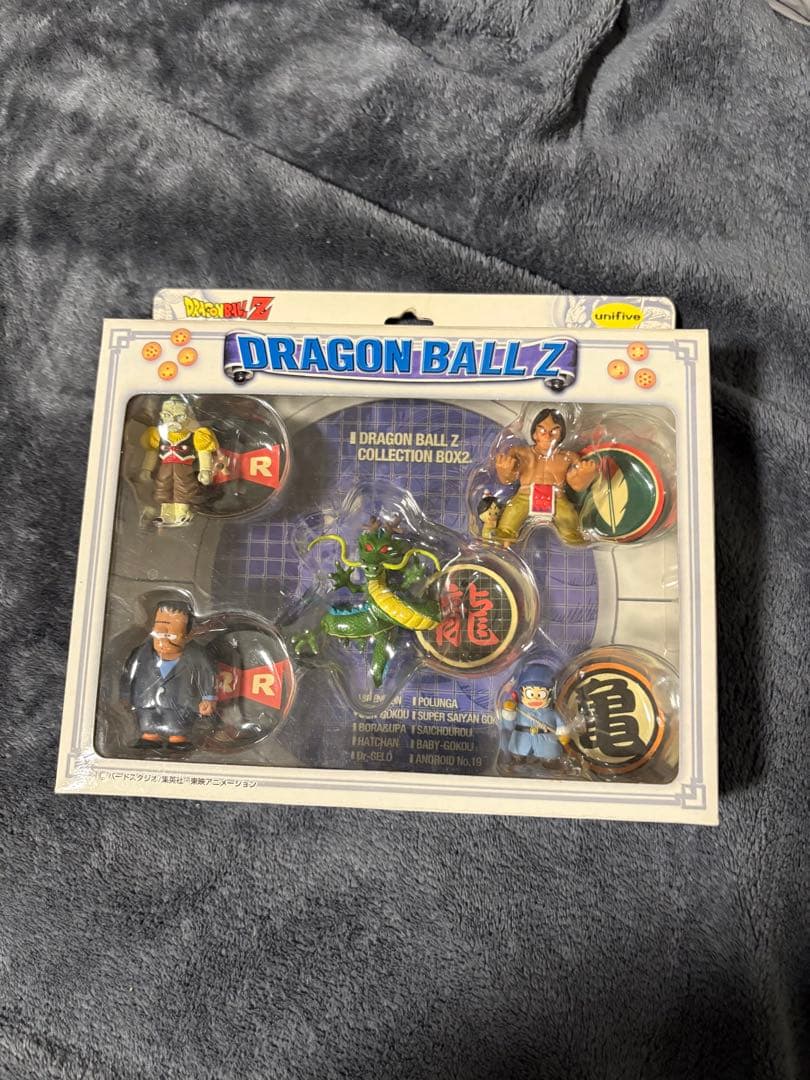 DRAGON BALL Z
unifive
DRAGON BALL Z
DRAGON BALL Z
COLLECTION BOX2.
R
龍
R
亀
POLUNGA
GOKOU
SUPER SAIYAN GOK
BORA&UPA
SAICHOUROU
HATCHAN
BABY-GOKOU
Dr,GELO
ANDROID No.19
バードスタジオ/集英社・東映アニメーション